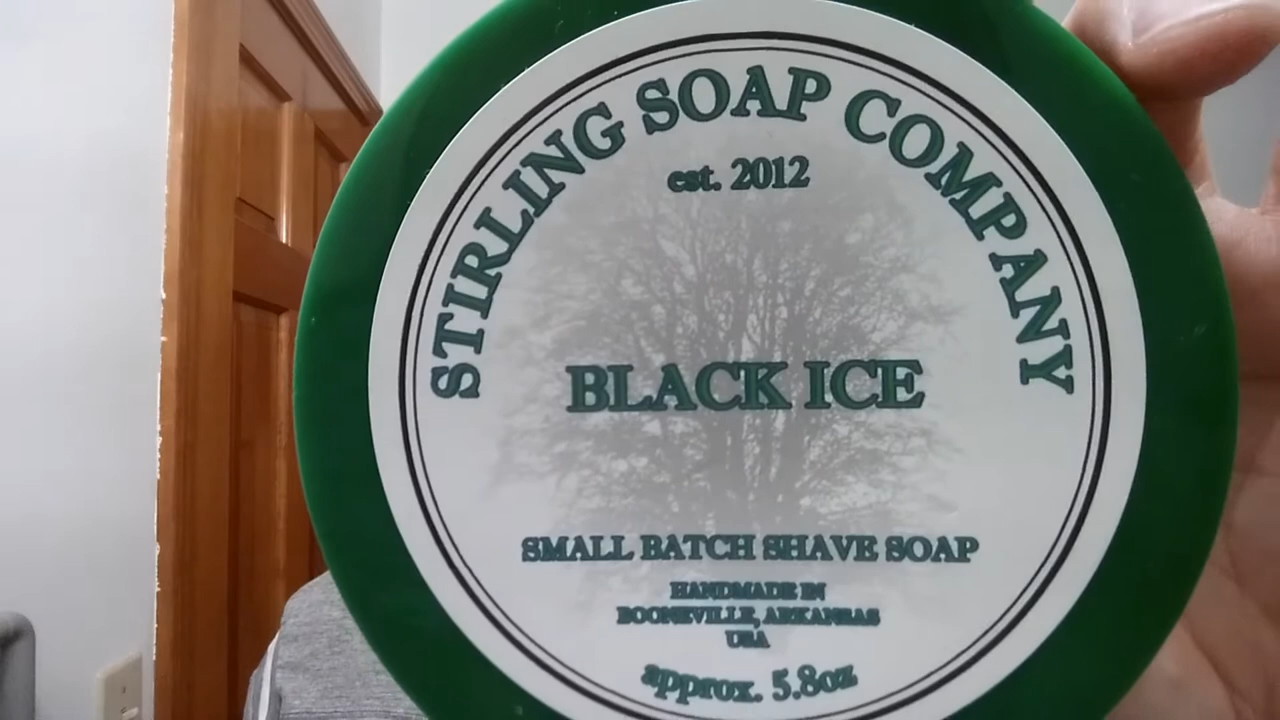 STIRLING SOAP COMPANY
est. 2012
BLACK ICE
SMALL BATCH SHAVE SOAP
HANDMADE IN
BOONEVILLE, ARKANSAS
USA
approx. 5.8oz